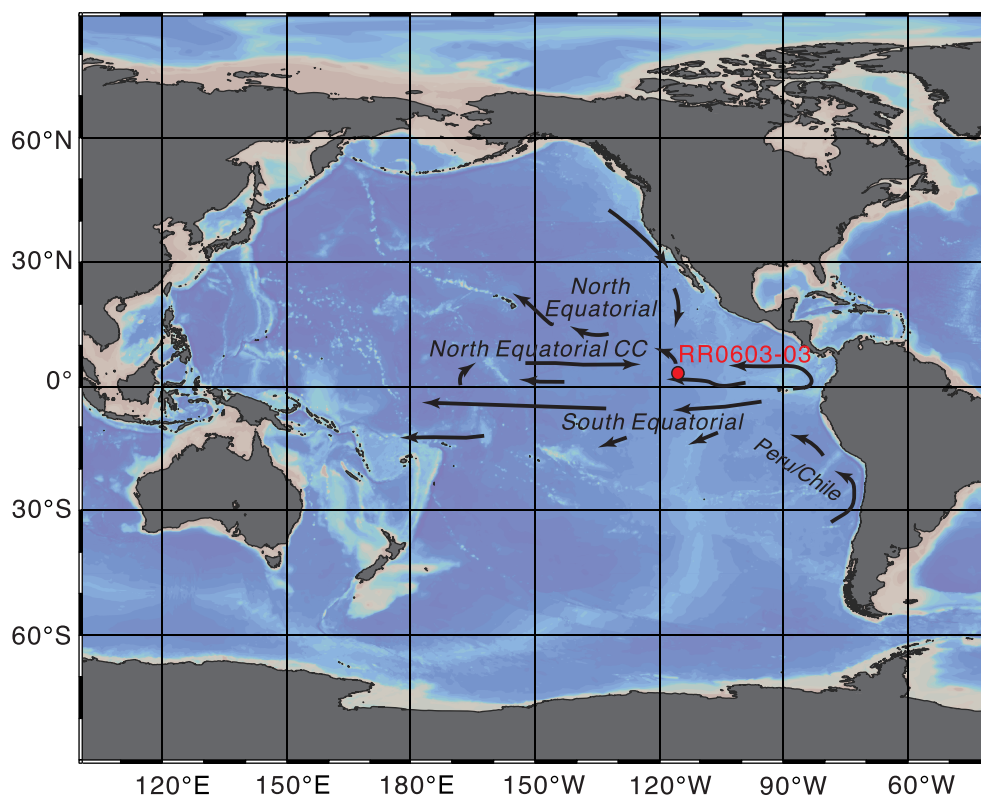 60°N
30°N
North
Equatorial
North Equatorial CC
RR0603-03
0°
South Equatorial
Peru/Chile
30°S
60°S
120°E 150°E 180°E 150°W 120°W 90°W 60°W